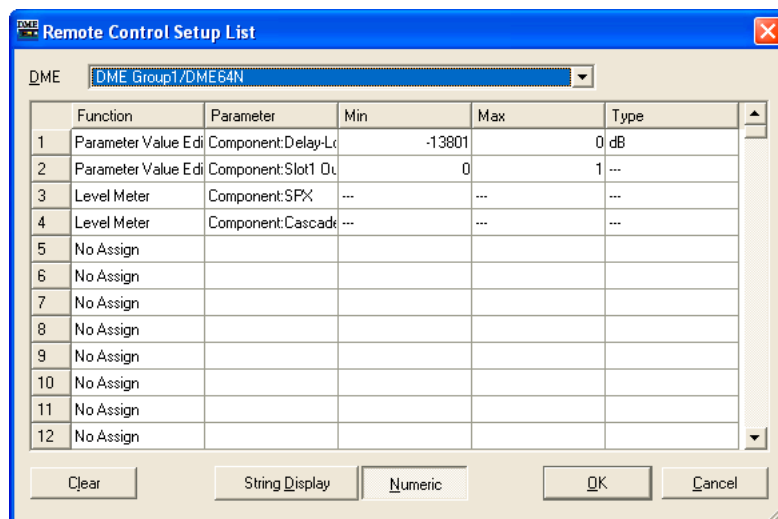 DME
Remote Control Setup List
DME DME Group1/DME64N
Function Parameter Min Max Type
1 Parameter Value Edi Component:Delay-Lo -13801 0 dB
2 Parameter Value Edi Component:Slot1 Ou 0 1 ---
3 Level Meter Component:SPX --- --- ---
4 Level Meter Component:Cascade --- --- ---
5 No Assign
6 No Assign
7 No Assign
8 No Assign
9 No Assign
10 No Assign
11 No Assign
12 No Assign
Clear String Display Numeric OK Cancel